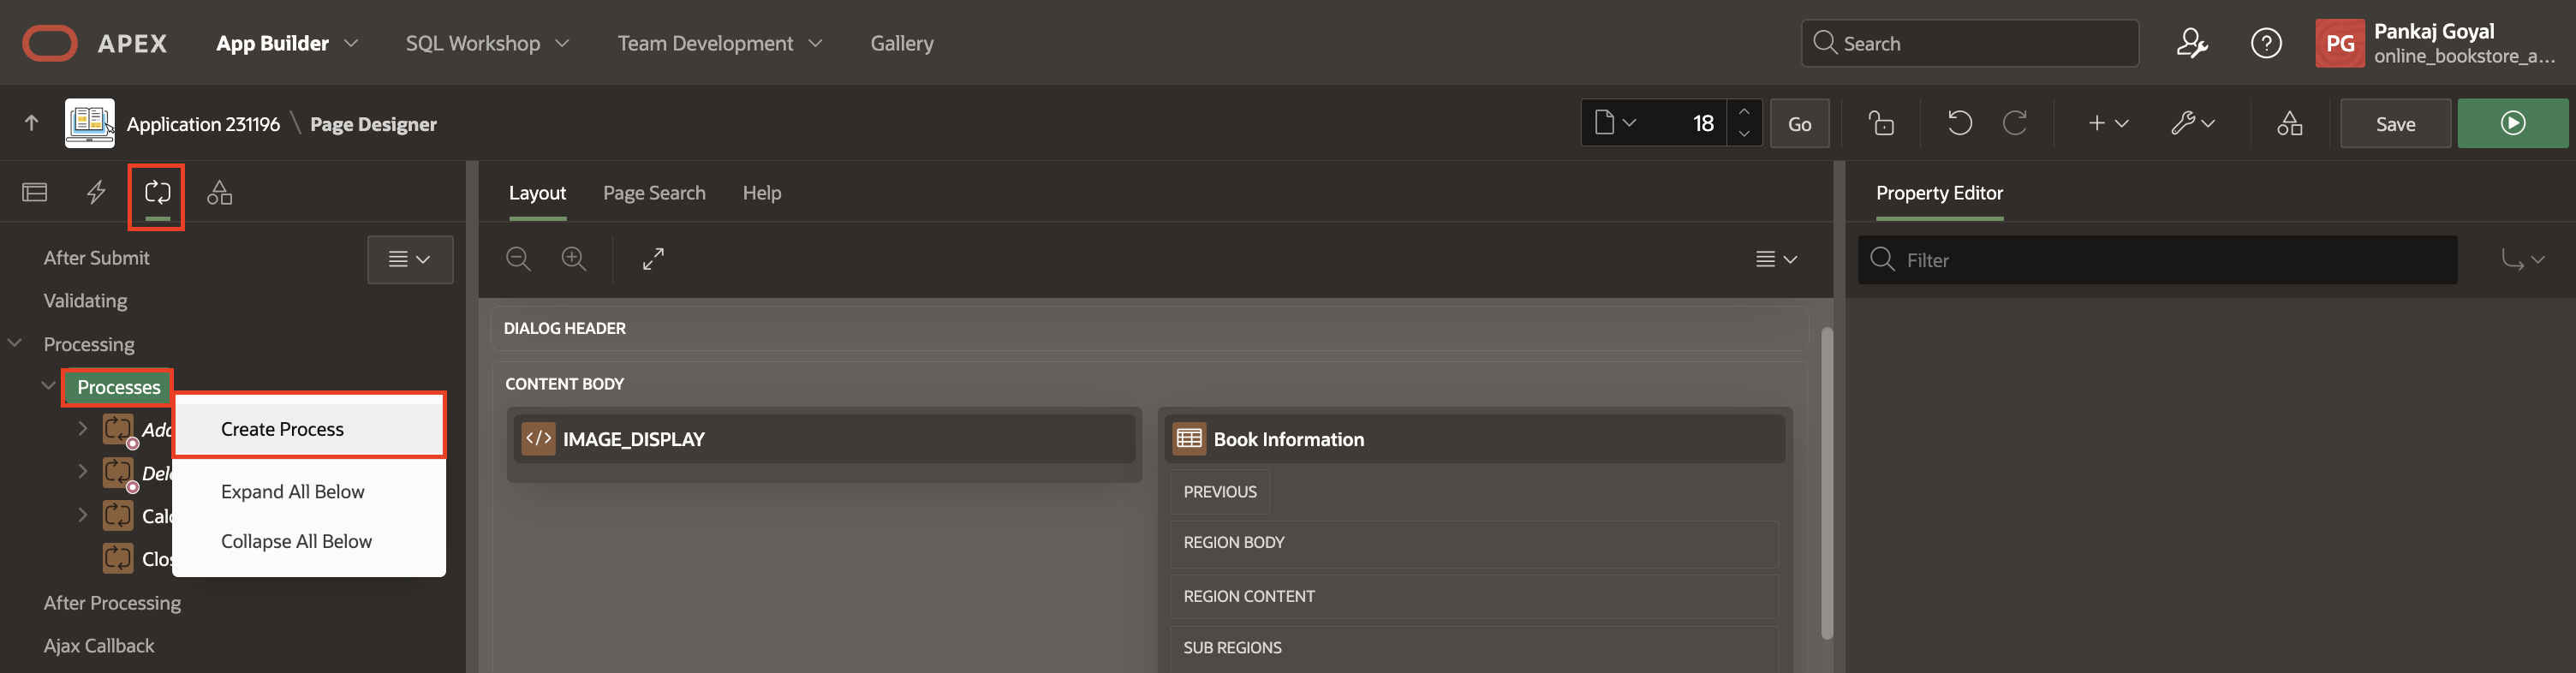 APEX App Builder SQL Workshop Team Development Gallery Search PG Pankaj Goyal
online_bookstore_a...
Application 231196 \ Page Designer 18 Go Save
Layout Page Search Help Property Editor
After Submit
Filter
Validating
Processing
DIALOG HEADER
Processes
CONTENT BODY
Create Process
IMAGE_DISPLAY
Book Information
Expand All Below
PREVIOUS
Collapse All Below
REGION BODY
Clos
After Processing
REGION CONTENT
Ajax Callback
SUB REGIONS